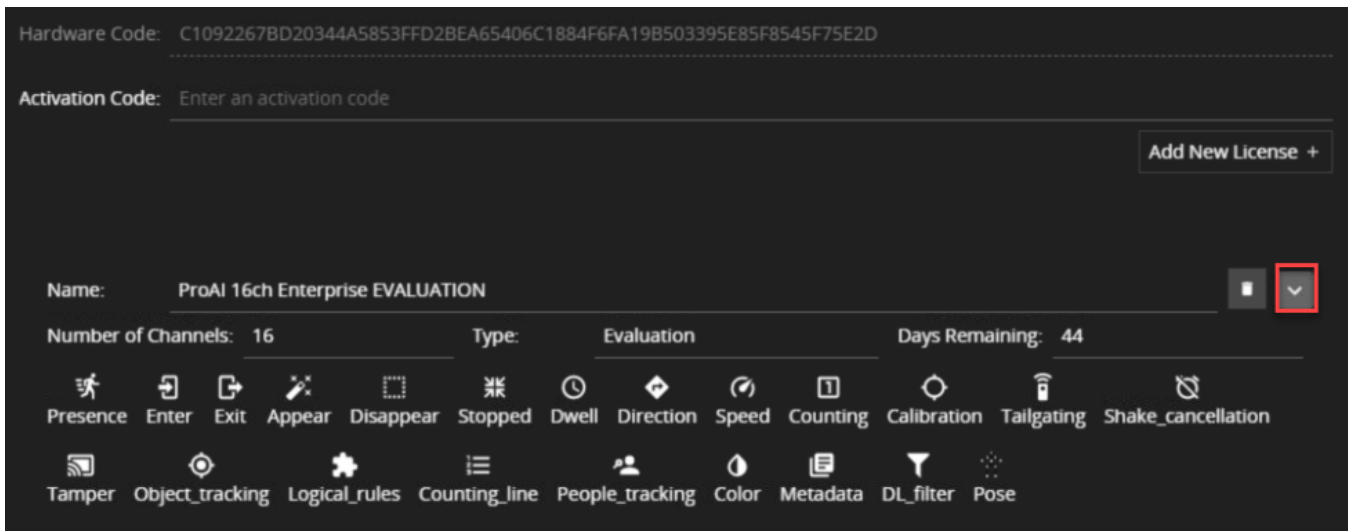 Hardware Code: C1092267BD20344A5853FFD2BEA65406C1884F6FA19B503395E85F8545F75E2D
Activation Code: Enter an activation code
Add New License +
Name: ProAI 16ch Enterprise EVALUATION
Number of Channels: 16 Type: Evaluation Days Remaining: 44
Presence Enter Exit Appear Disappear Stopped Dwell Direction Speed Counting Calibration Tailgating Shake_cancellation
Tamper Object_tracking Logical_rules Counting_line People_tracking Color Metadata DL_filter Pose